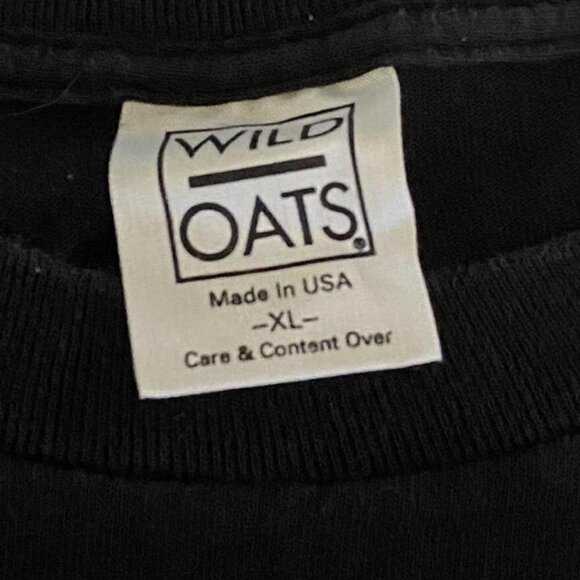 WILD
OATS®
Made In USA
-XL-
Care & Content Over